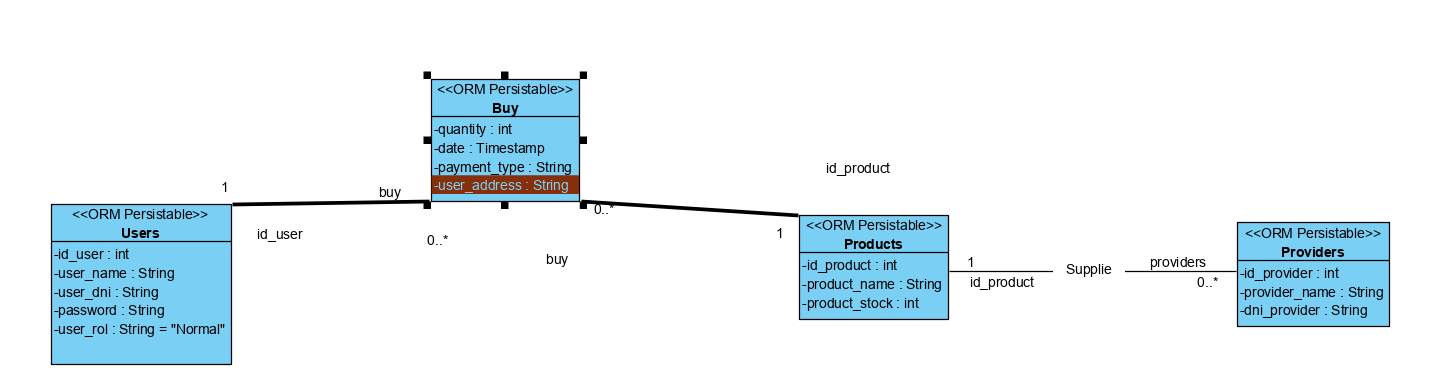 <<ORM Persistable>>
Buy
-quantity : int
-date : Timestamp
-payment_type : String
-user_address : String
id_product
1
buy
0..*
<<ORM Persistable>>
Users
-id_user : int
-user_name : String
-user_dni : String
-password : String
-user_rol : String = "Normal"
id_user
0..*
buy
1
<<ORM Persistable>>
Products
-id_product : int
-product_name : String
-product_stock : int
1
id_product
Supplie
providers
0..*
<<ORM Persistable>>
Providers
-id_provider : int
-provider_name : String
-dni_provider : String